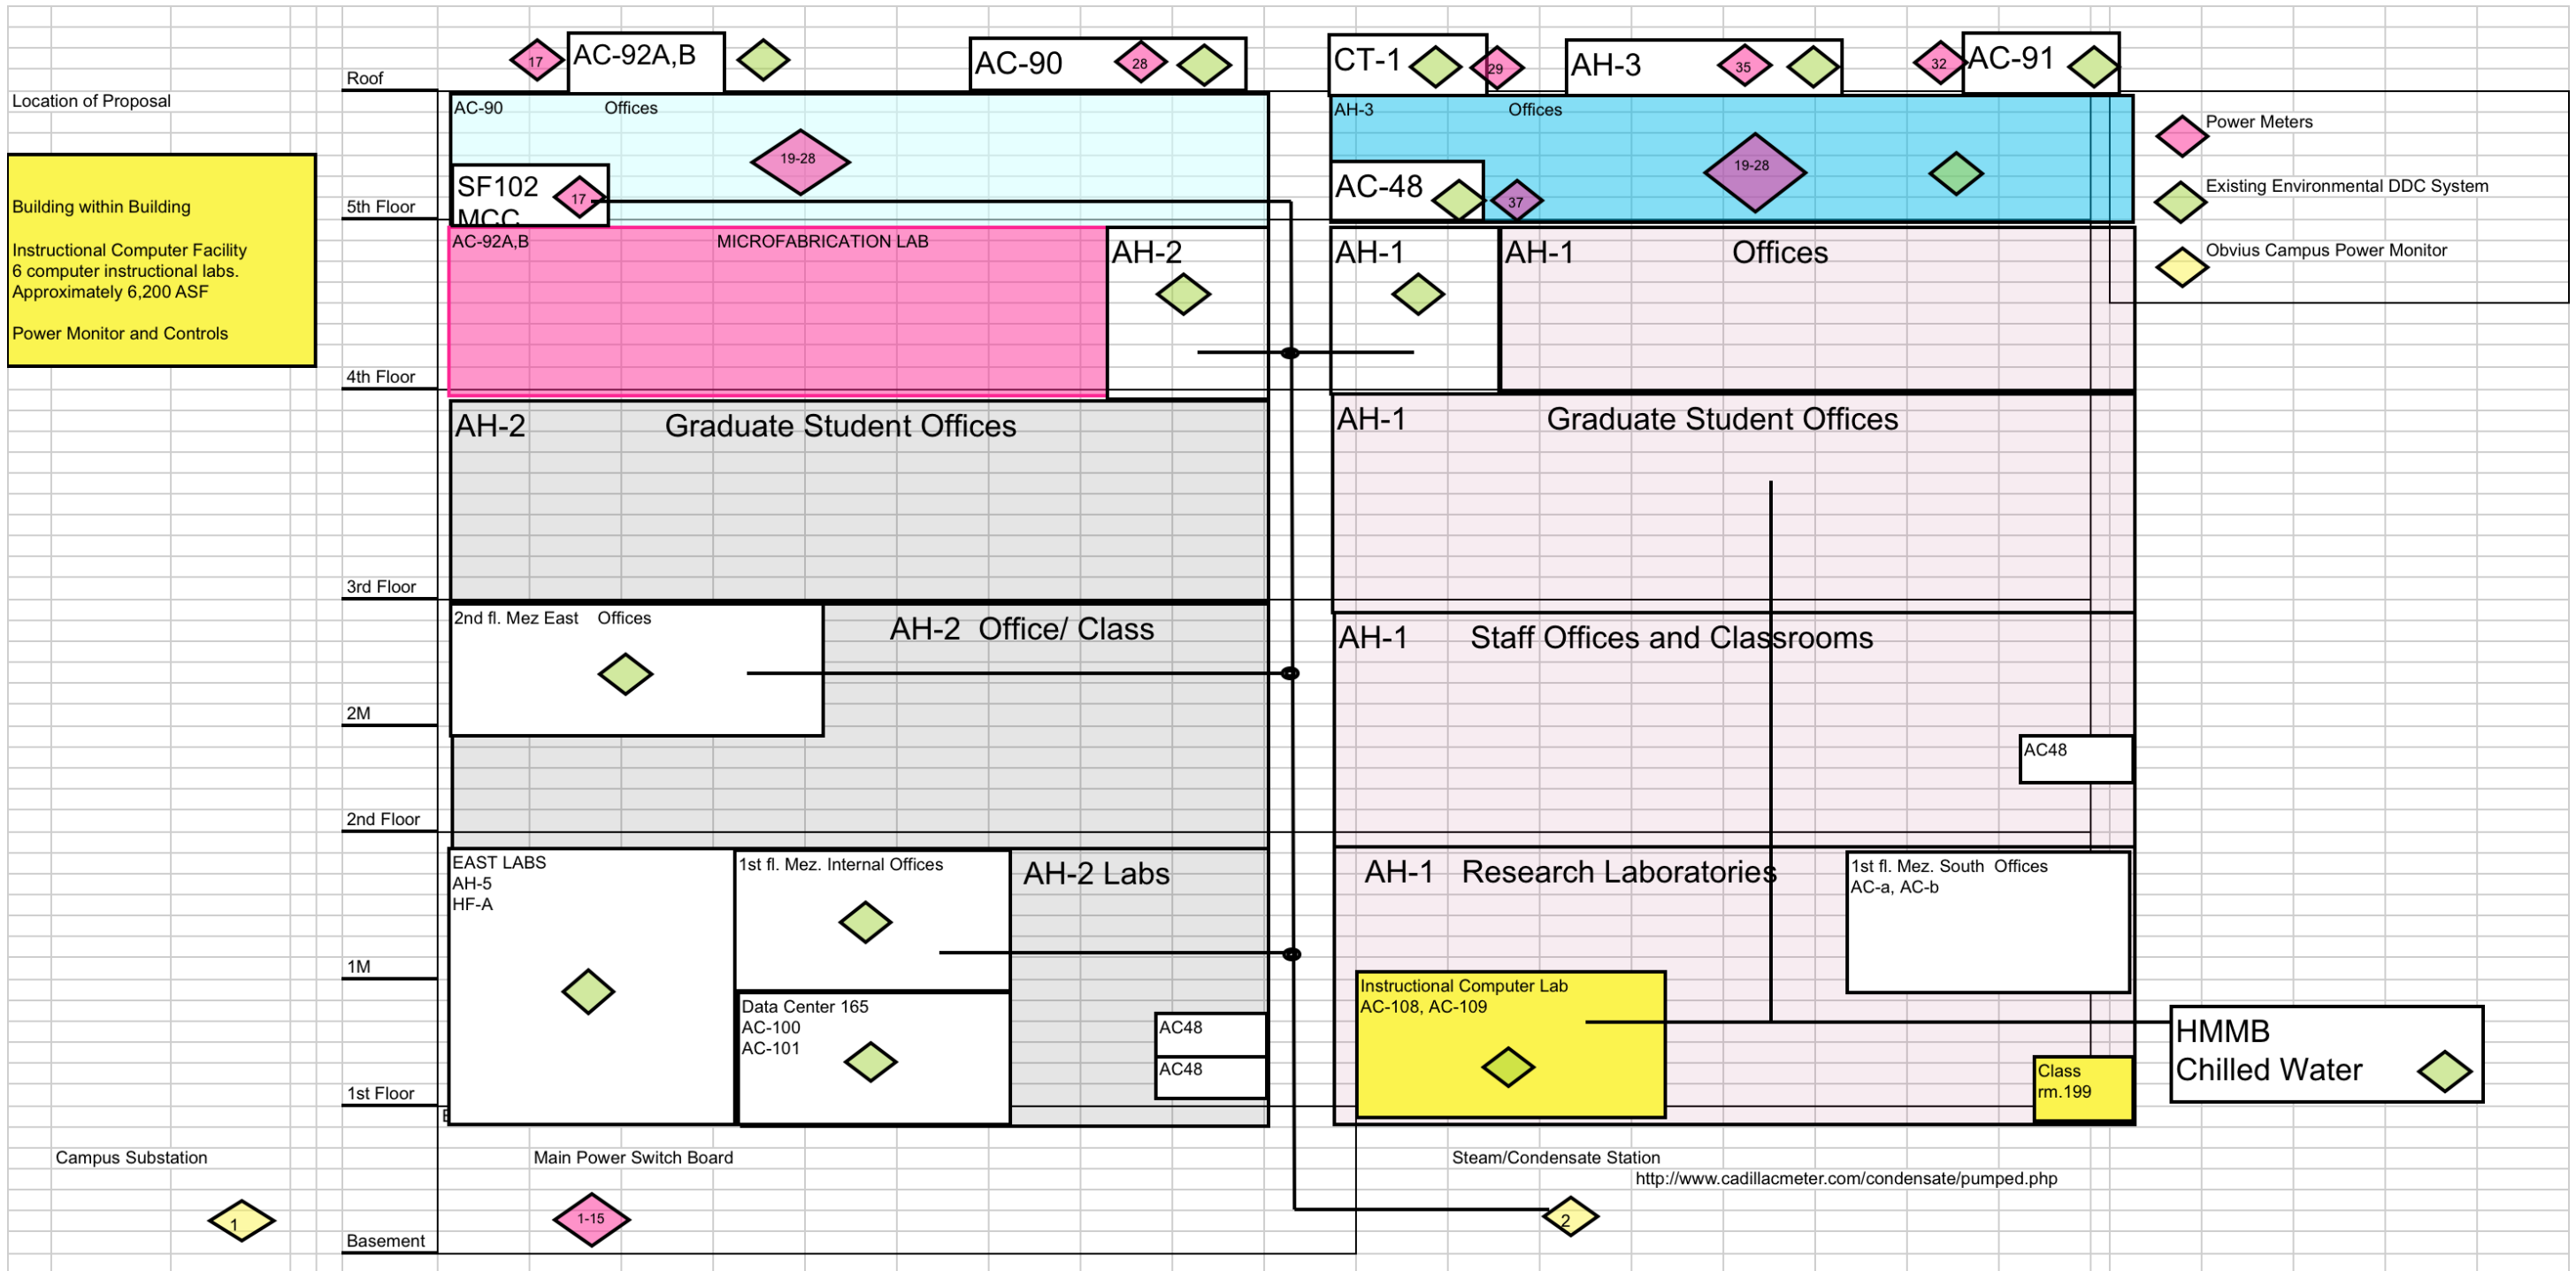 17
AC-92A,B
AC-90
28
CT-1
29
AH-3
35
32
AC-91
Roof
Location of Proposal
AC-90 Offices
19-28
SF102
MCC
17
AH-3 Offices
19-28
AC-48
37
Power Meters
Existing Environmental DDC System
Obvius Campus Power Monitor
Building within Building
Instructional Computer Facility
6 computer instructional labs.
Approximately 6,200 ASF
Power Monitor and Controls
5th Floor
AC-92A,B MICROFABRICATION LAB
AH-2
AH-1
AH-1 Offices
4th Floor
AH-2 Graduate Student Offices
AH-1 Graduate Student Offices
3rd Floor
2nd fl. Mez East Offices
AH-2 Office/ Class
AH-1 Staff Offices and Classrooms
2M
AC48
2nd Floor
EAST LABS
AH-5
HF-A
1st fl. Mez. Internal Offices
AH-2 Labs
AH-1 Research Laboratories
1st fl. Mez. South Offices
AC-a, AC-b
1M
Data Center 165
AC-100
AC-101
AC48
AC48
Instructional Computer Lab
AC-108, AC-109
Class
rm.199
HMMB
Chilled Water
1st Floor
Campus Substation
Main Power Switch Board
Steam/Condensate Station
http://www.cadillacmeter.com/condensate/pumped.php
1
1-15
2
Basement